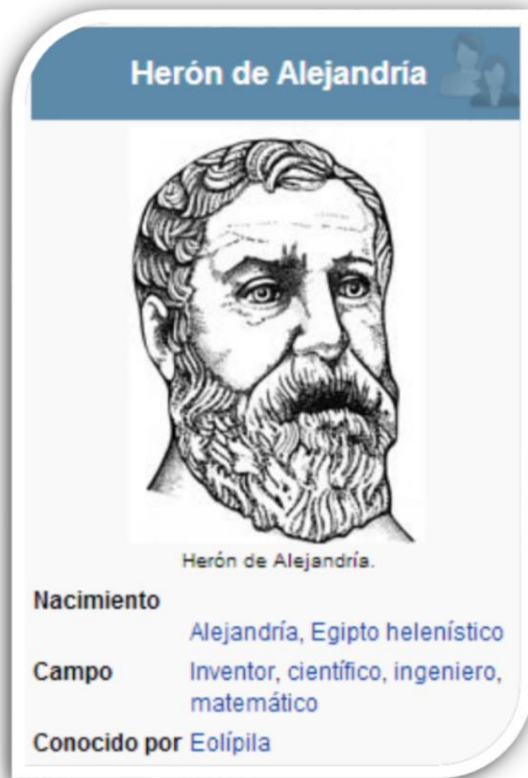 Herón de Alejandría
Herón de Alejandría.
Nacimiento
Alejandría, Egipto helenístico
Campo Inventor, científico, ingeniero,
matemático
Conocido por Eolípila